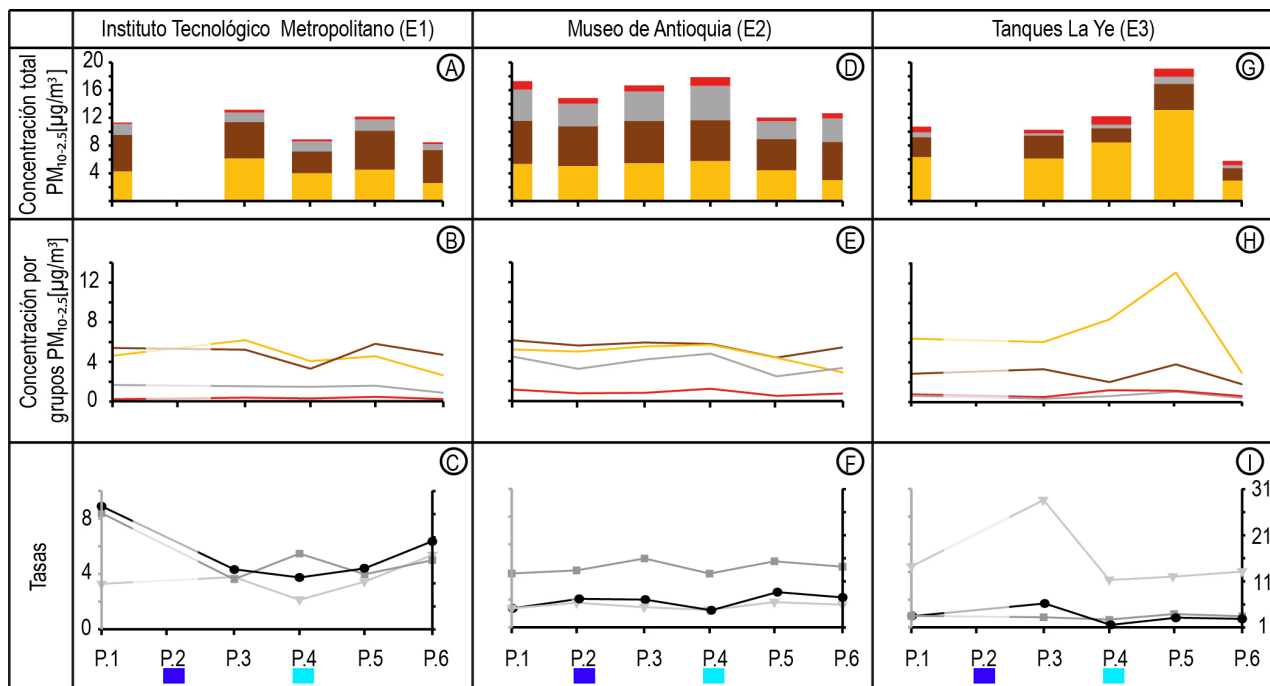 Instituto Tecnológico Metropolitano (E1) Museo de Antioquia (E2) Tanques La Ye (E3)
Concentración total
PM₁₀₋₂.₅[µg/m³]
20
16
12
8
4
A D G
Concentración por
grupos PM₁₀₋₂.₅[µg/m³]
12
8
4
0
B E H
Tasas
8
4
0
C F I
31
21
11
1
P.1 P.2 P.3 P.4 P.5 P.6 P.1 P.2 P.3 P.4 P.5 P.6 P.1 P.2 P.3 P.4 P.5 P.6